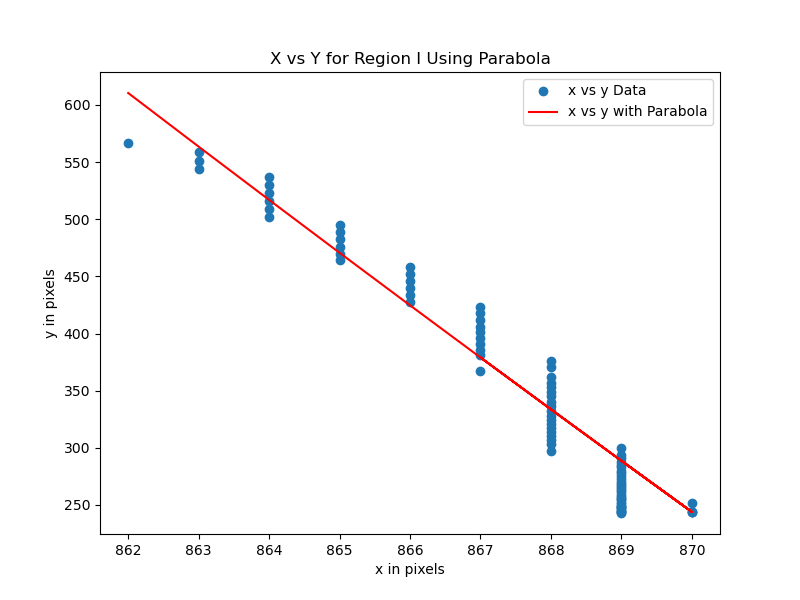 X vs Y for Region I Using Parabola
x vs y Data
x vs y with Parabola
600
550
500
450
400
350
300
250
y in pixels
862 863 864 865 866 867 868 869 870
x in pixels